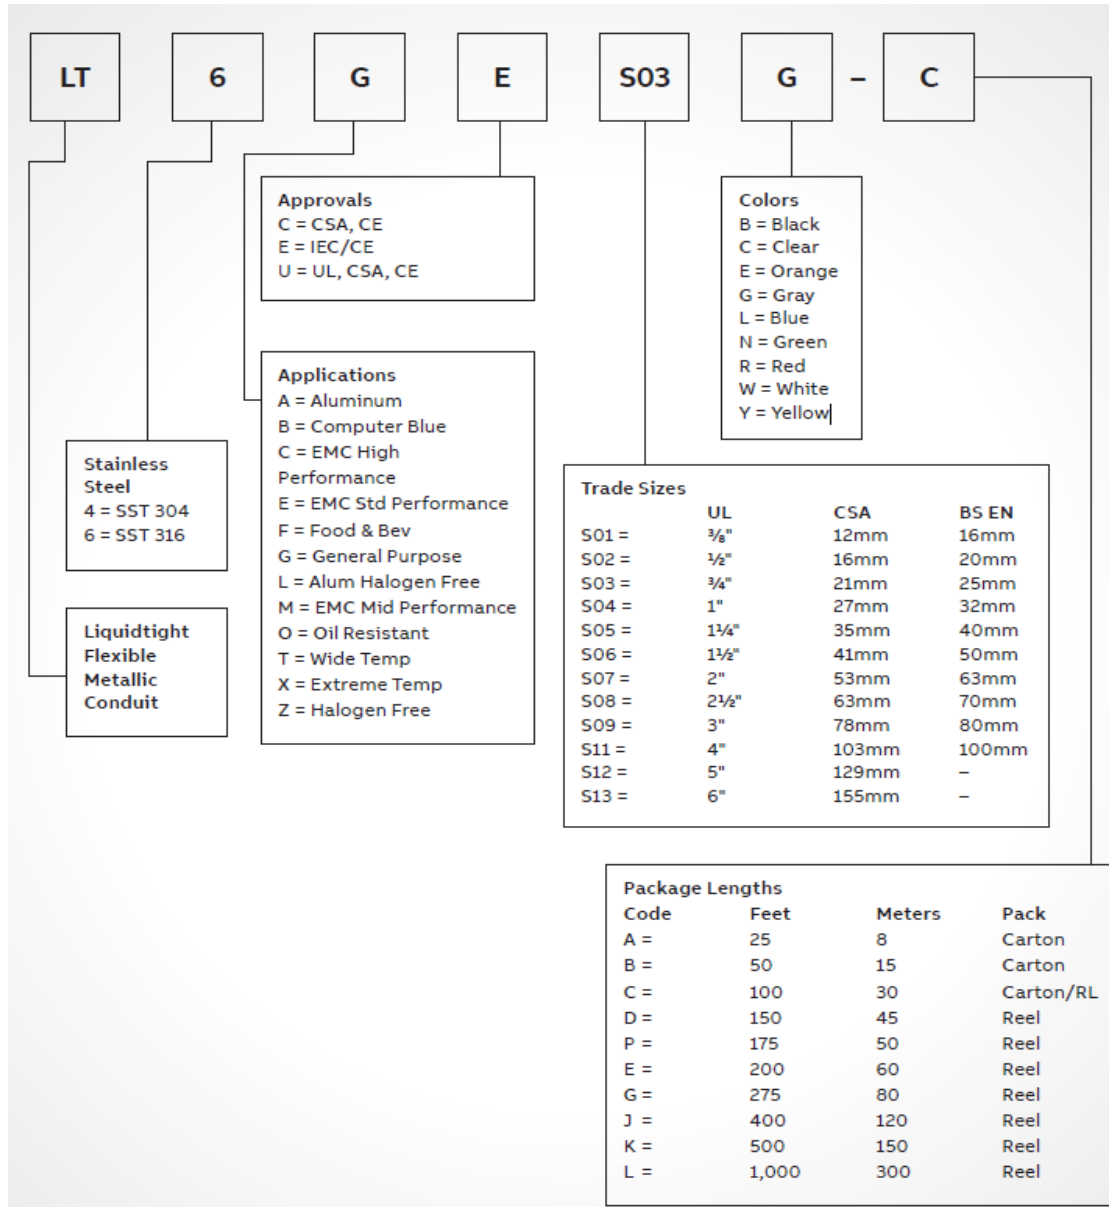 LT 6 G E S03 G – C
Approvals
C = CSA, CE
E = IEC/CE
U = UL, CSA, CE
Colors
B = Black
C = Clear
E = Orange
G = Gray
L = Blue
N = Green
R = Red
W = White
Y = Yellow
Applications
A = Aluminum
B = Computer Blue
C = EMC High
Performance
E = EMC Std Performance
F = Food & Bev
G = General Purpose
L = Alum Halogen Free
M = EMC Mid Performance
O = Oil Resistant
T = Wide Temp
X = Extreme Temp
Z = Halogen Free
Stainless
Steel
4 = SST 304
6 = SST 316
Liquidtight
Flexible
Metallic
Conduit
Trade Sizes
UL CSA BS EN
S01 = ⅜" 12mm 16mm
S02 = ½" 16mm 20mm
S03 = ¾" 21mm 25mm
S04 = 1" 27mm 32mm
S05 = 1¼" 35mm 40mm
S06 = 1½" 41mm 50mm
S07 = 2" 53mm 63mm
S08 = 2½" 63mm 70mm
S09 = 3" 78mm 80mm
S11 = 4" 103mm 100mm
S12 = 5" 129mm –
S13 = 6" 155mm –
Package Lengths
Code Feet Meters Pack
A = 25 8 Carton
B = 50 15 Carton
C = 100 30 Carton/RL
D = 150 45 Reel
P = 175 50 Reel
E = 200 60 Reel
G = 275 80 Reel
J = 400 120 Reel
K = 500 150 Reel
L = 1,000 300 Reel